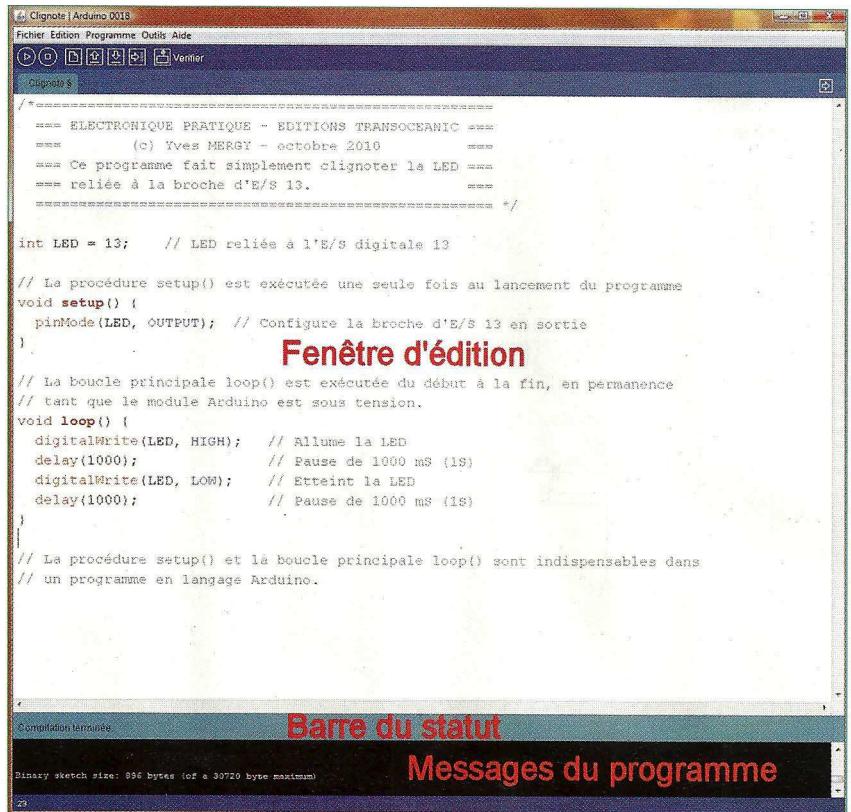 Clignote | Arduino 0018
Fichier Edition Programme Outils Aide
Verifier
Clignote §
/*=====================================================
=== ELECTRONIQUE PRATIQUE - EDITIONS TRANSOCEANIC ===
=== (c) Yves MERGY - octobre 2010 ===
=== Ce programme fait simplement clignoter la LED ===
=== reliée à la broche d'E/S 13. ===
===================================================== */
int LED = 13; // LED reliée à l'E/S digitale 13
// La procédure setup() est exécutée une seule fois au lancement du programme
void setup() {
pinMode(LED, OUTPUT); // Configure la broche d'E/S 13 en sortie
}
Fenêtre d'édition
// La boucle principale loop() est exécutée du début à la fin, en permanence
// tant que le module Arduino est sous tension.
void loop() {
digitalWrite(LED, HIGH); // Allume la LED
delay(1000); // Pause de 1000 mS (1S)
digitalWrite(LED, LOW); // Etteint la LED
delay(1000); // Pause de 1000 mS (1S)
}
// La procédure setup() et la boucle principale loop() sont indispensables dans
// un programme en langage Arduino.
Barre du statut
Compilation terminée.
Messages du programme
Binary sketch size: 896 bytes (of a 30720 byte maximum)
23